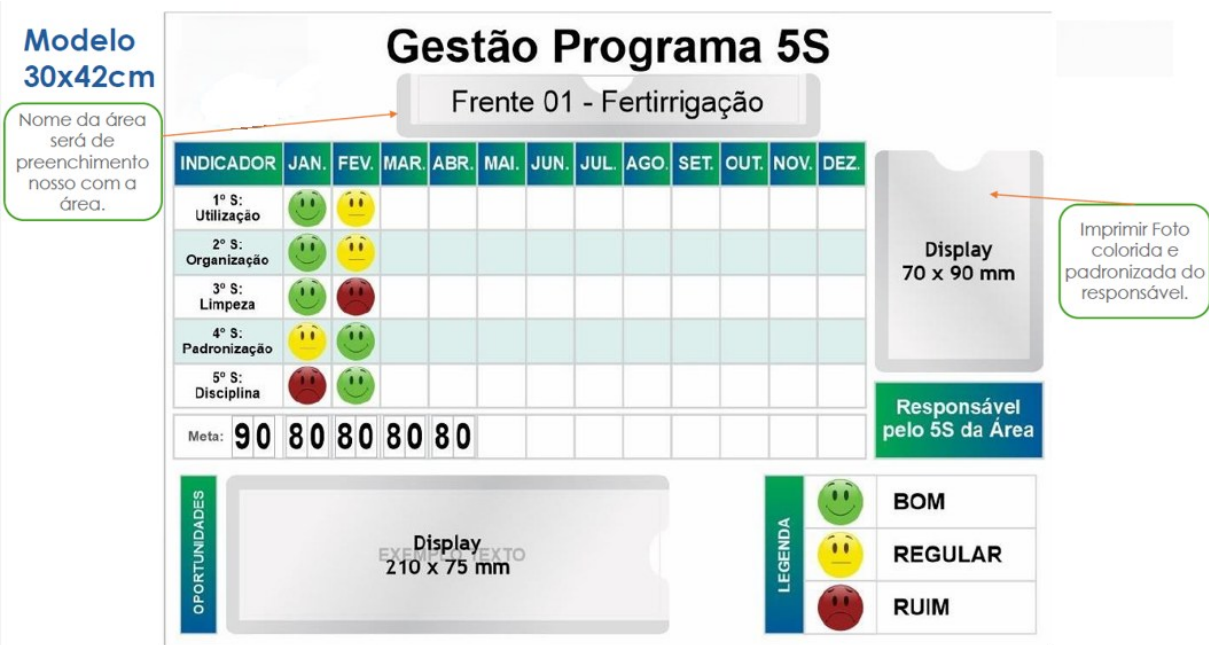 Modelo
30x42cm
Gestão Programa 5S
Frente 01 - Fertirrigação
Nome da área
será de
preenchimento
nosso com a
área.
INDICADOR JAN. FEV. MAR. ABR. MAI. JUN. JUL. AGO. SET. OUT. NOV. DEZ.
1º S:
Utilização
2º S:
Organização
3º S:
Limpeza
4º S:
Padronização
5º S:
Disciplina
Meta: 90 80 80 80 80
Display
70 x 90 mm
Imprimir Foto
colorida e
padronizada do
responsável.
Responsável
pelo 5S da Área
OPORTUNIDADES
Display
EXEMPLO TEXTO
210 x 75 mm
LEGENDA
BOM
REGULAR
RUIM